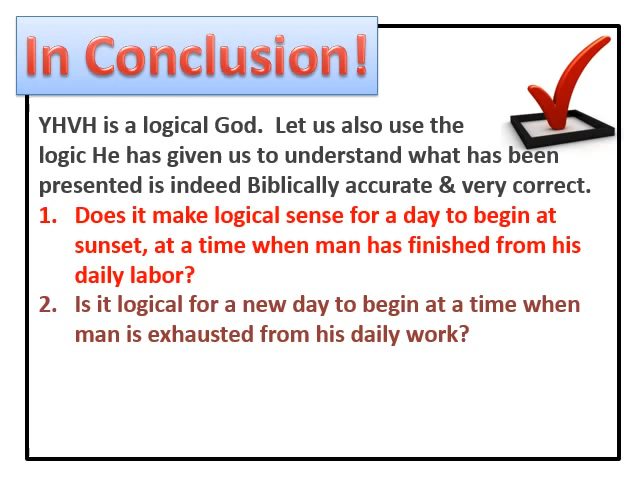 In Conclusion!
YHVH is a logical God. Let us also use the
logic He has given us to understand what has been
presented is indeed Biblically accurate & very correct.
1. Does it make logical sense for a day to begin at
sunset, at a time when man has finished from his
daily labor?
2. Is it logical for a new day to begin at a time when
man is exhausted from his daily work?